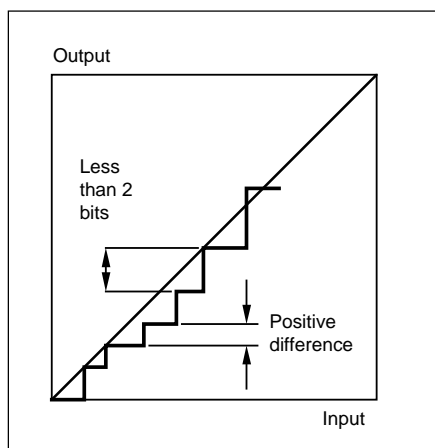 Output
Less
than 2
bits
Positive
difference
Input